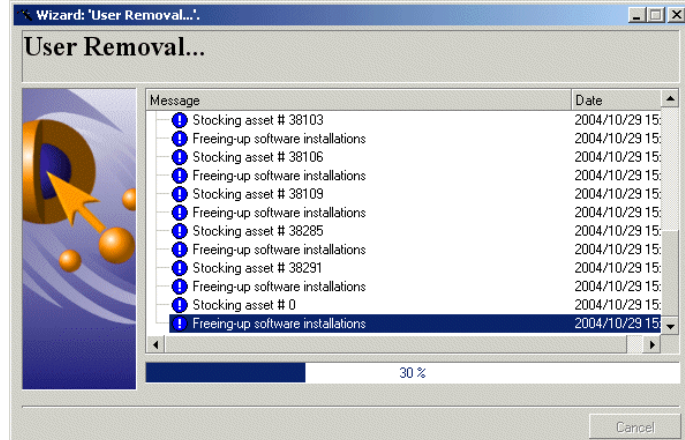 Wizard: 'User Removal...'.
User Removal...
Message Date
Stocking asset # 38103 2004/10/29 15:
Freeing-up software installations 2004/10/29 15:
Stocking asset # 38106 2004/10/29 15:
Freeing-up software installations 2004/10/29 15:
Stocking asset # 38109 2004/10/29 15:
Freeing-up software installations 2004/10/29 15:
Stocking asset # 38285 2004/10/29 15:
Freeing-up software installations 2004/10/29 15:
Stocking asset # 38291 2004/10/29 15:
Freeing-up software installations 2004/10/29 15:
Stocking asset # 0 2004/10/29 15:
Freeing-up software installations 2004/10/29 15:
30 %
Cancel